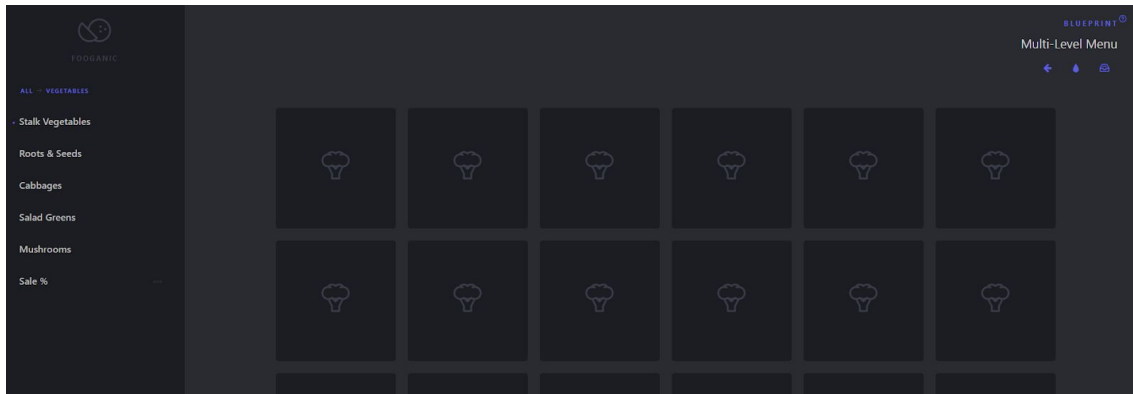 FOOGANIC
ALL → VEGETABLES
Stalk Vegetables
Roots & Seeds
Cabbages
Salad Greens
Mushrooms
Sale % ...
BLUEPRINT
Multi-Level Menu